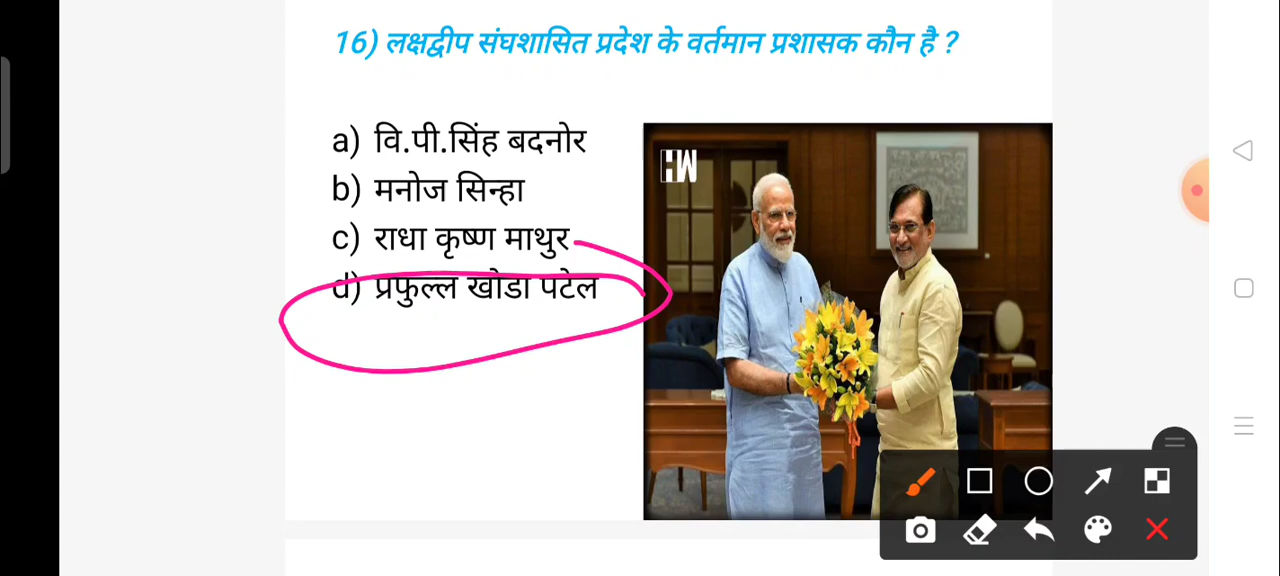 16) लक्षद्वीप संघशासित प्रदेश के वर्तमान प्रशासक कौन है ?
a) वि.पी.सिंह बदनोर
b) मनोज सिन्हा
c) राधा कृष्ण माथुर
d) प्रफुल्ल खोडा पटेल
HW